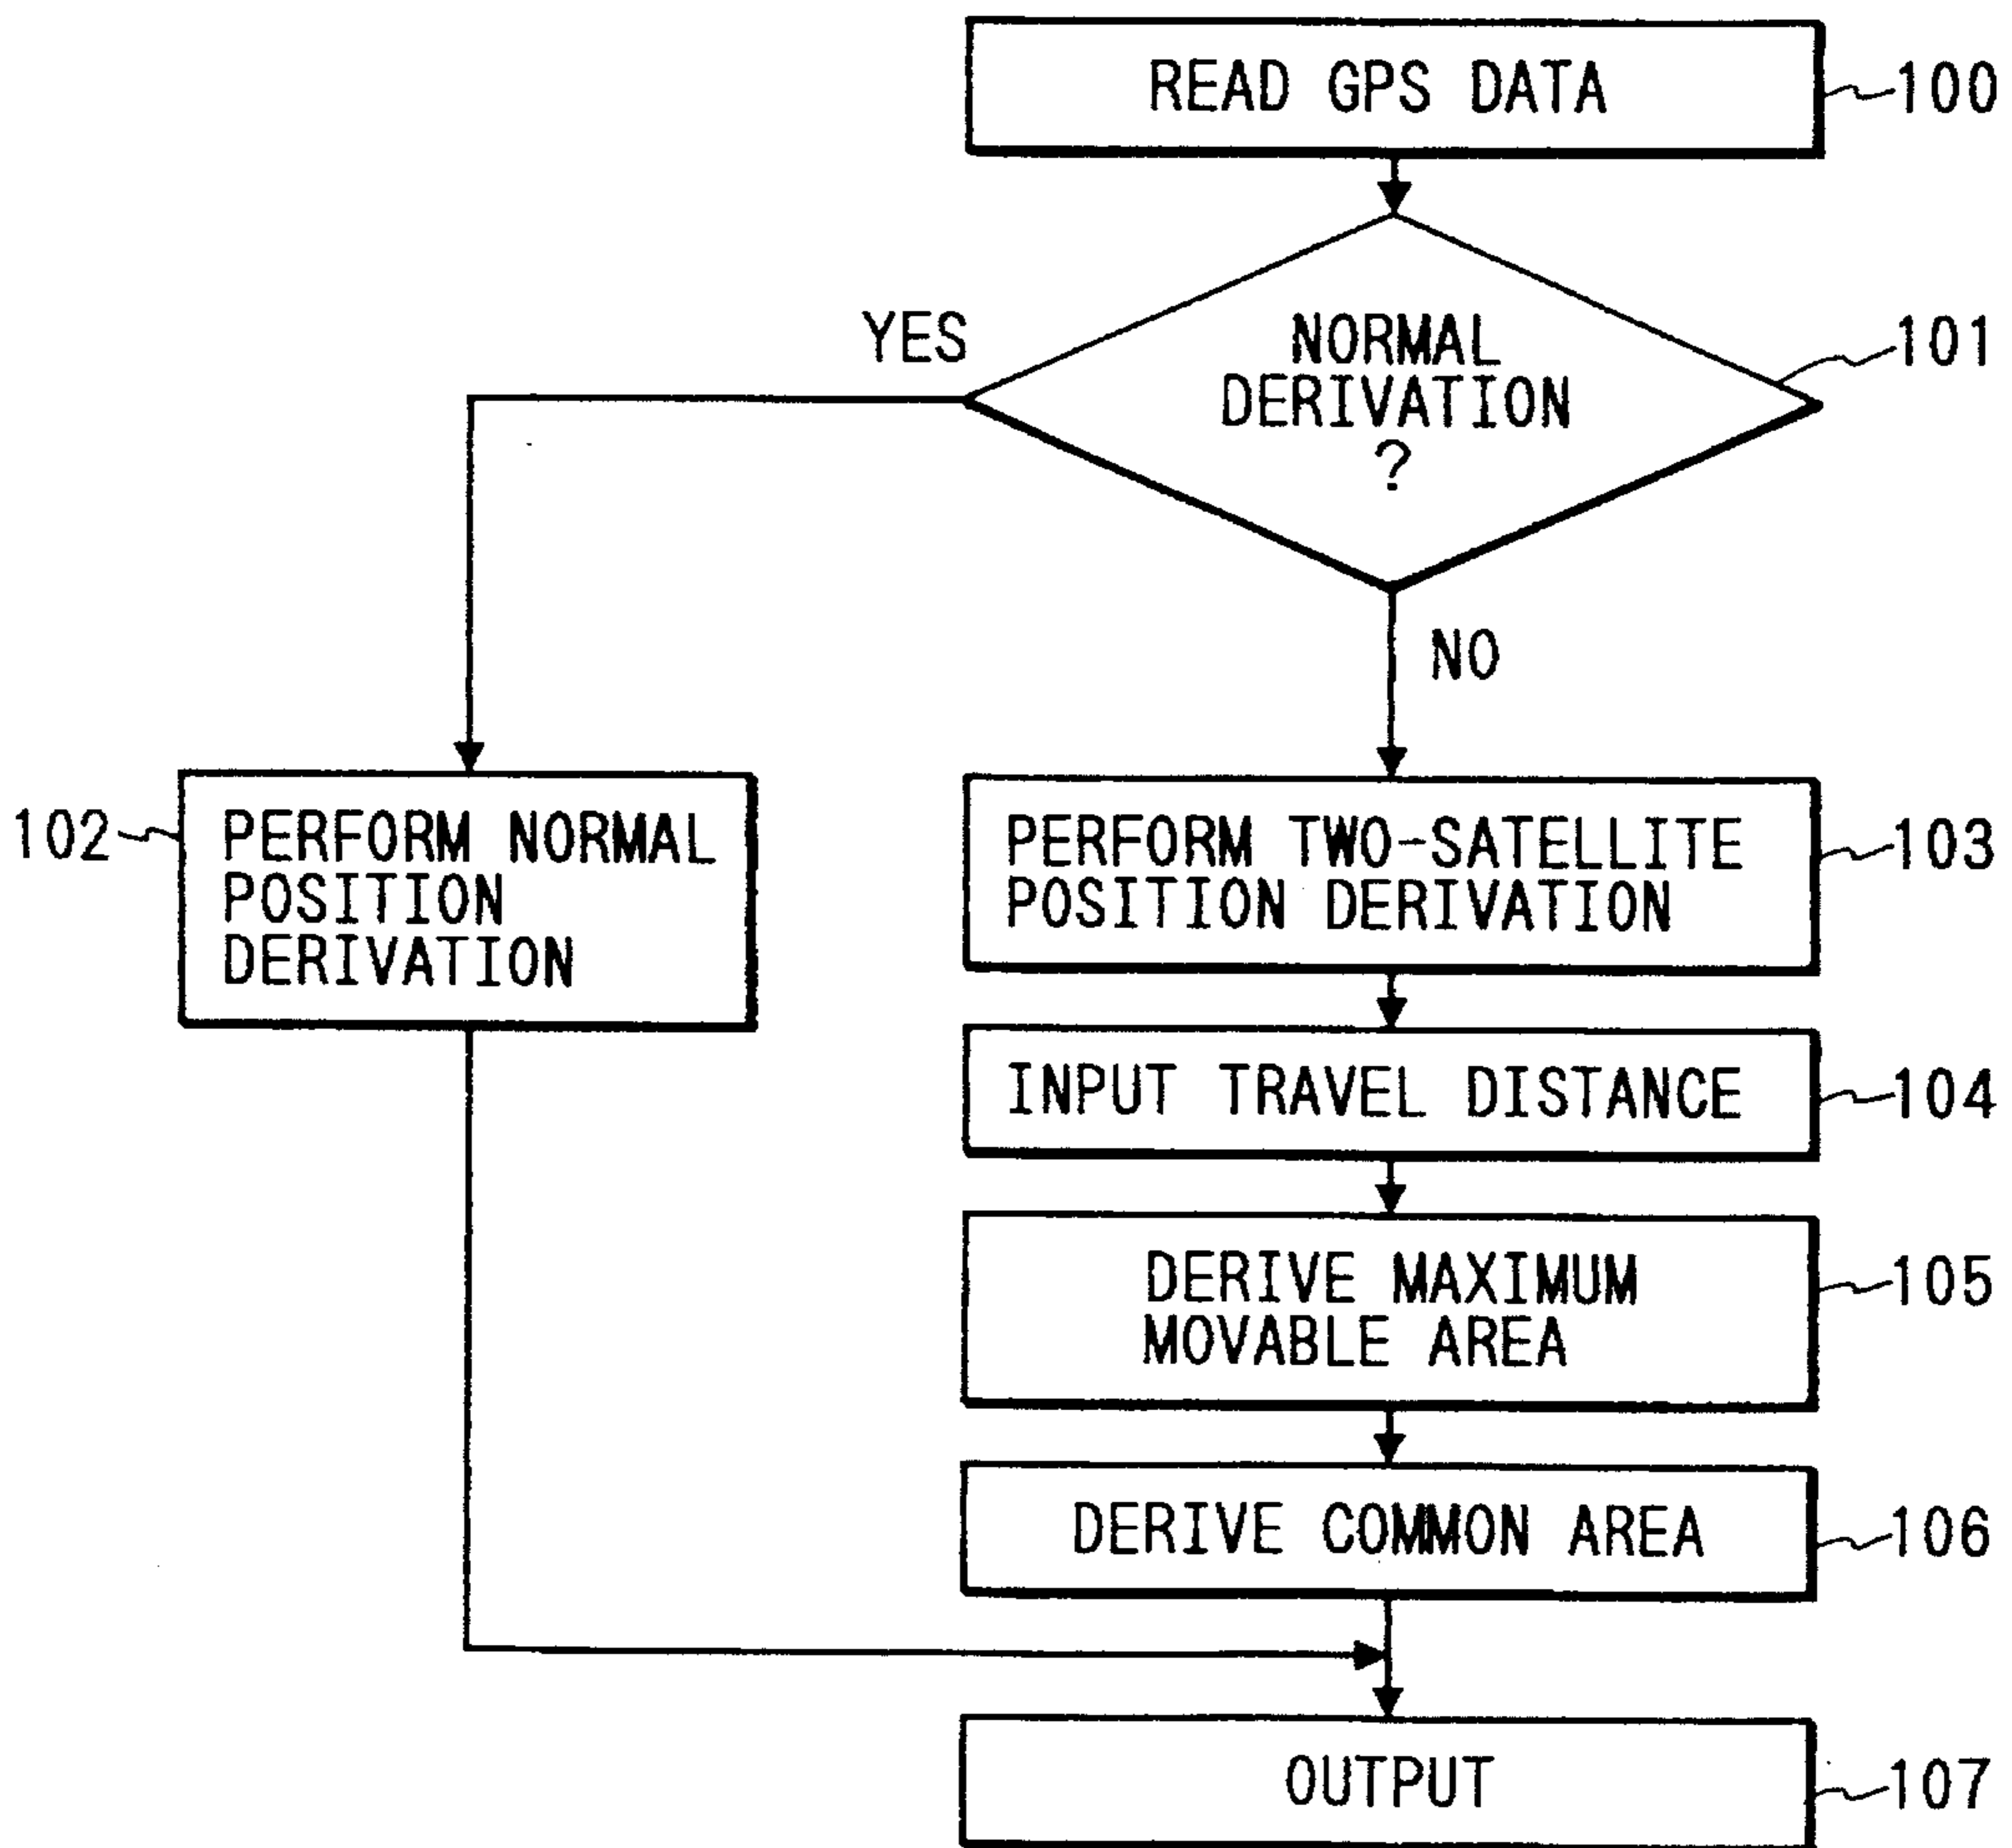 READ GPS DATA
100
NORMAL
DERIVATION
?
101
YES
NO
102
PERFORM NORMAL
POSITION
DERIVATION
PERFORM TWO-SATELLITE
POSITION DERIVATION
103
INPUT TRAVEL DISTANCE
104
DERIVE MAXIMUM
MOVABLE AREA
105
DERIVE COMMON AREA
106
OUTPUT
107